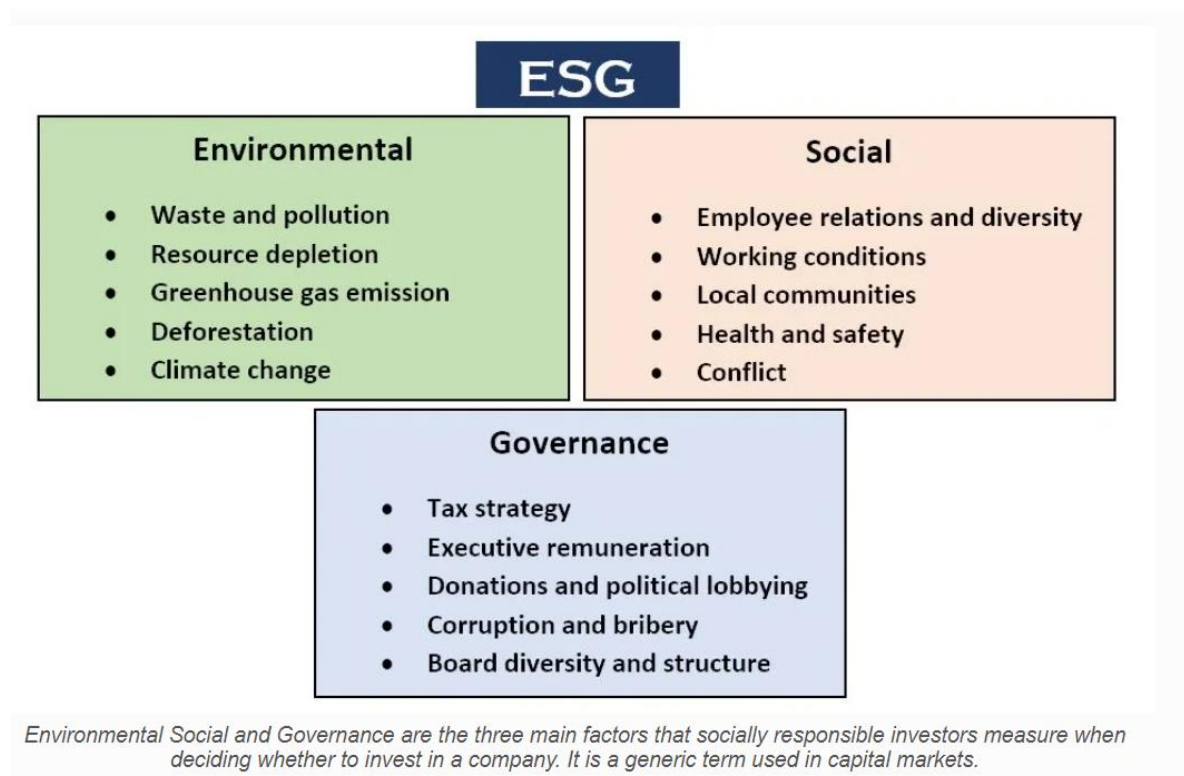 ESG
Environmental
• Waste and pollution
• Resource depletion
• Greenhouse gas emission
• Deforestation
• Climate change
Social
• Employee relations and diversity
• Working conditions
• Local communities
• Health and safety
• Conflict
Governance
• Tax strategy
• Executive remuneration
• Donations and political lobbying
• Corruption and bribery
• Board diversity and structure
Environmental Social and Governance are the three main factors that socially responsible investors measure when
deciding whether to invest in a company. It is a generic term used in capital markets.